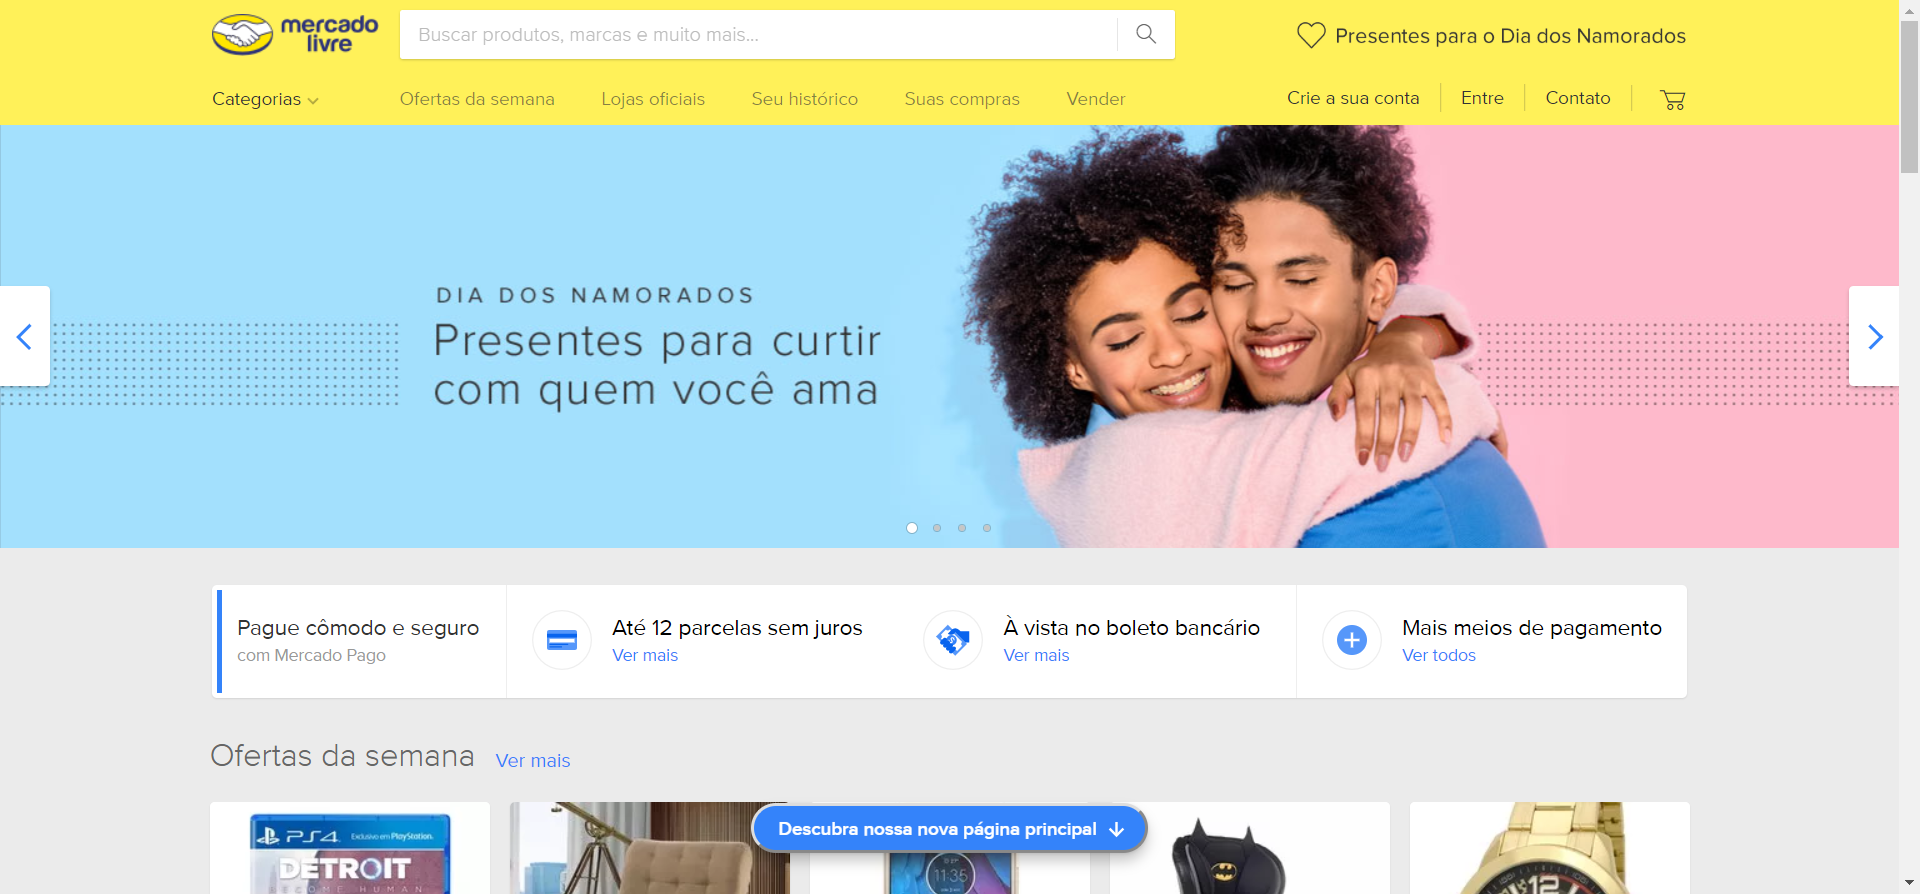 mercado
livre
Buscar produtos, marcas e muito mais...
Presentes para o Dia dos Namorados
Categorias
Ofertas da semana
Lojas oficiais
Seu histórico
Suas compras
Vender
Crie a sua conta
Entre
Contato
DIA DOS NAMORADOS
Presentes para curtir
com quem você ama
Pague cômodo e seguro
com Mercado Pago
Até 12 parcelas sem juros
Ver mais
À vista no boleto bancário
Ver mais
Mais meios de pagamento
Ver todos
Ofertas da semana
Ver mais
PS4
Exclusivo em PlayStation.
DETROIT
BECOME HUMAN
Descubra nossa nova página principal
11:35
12